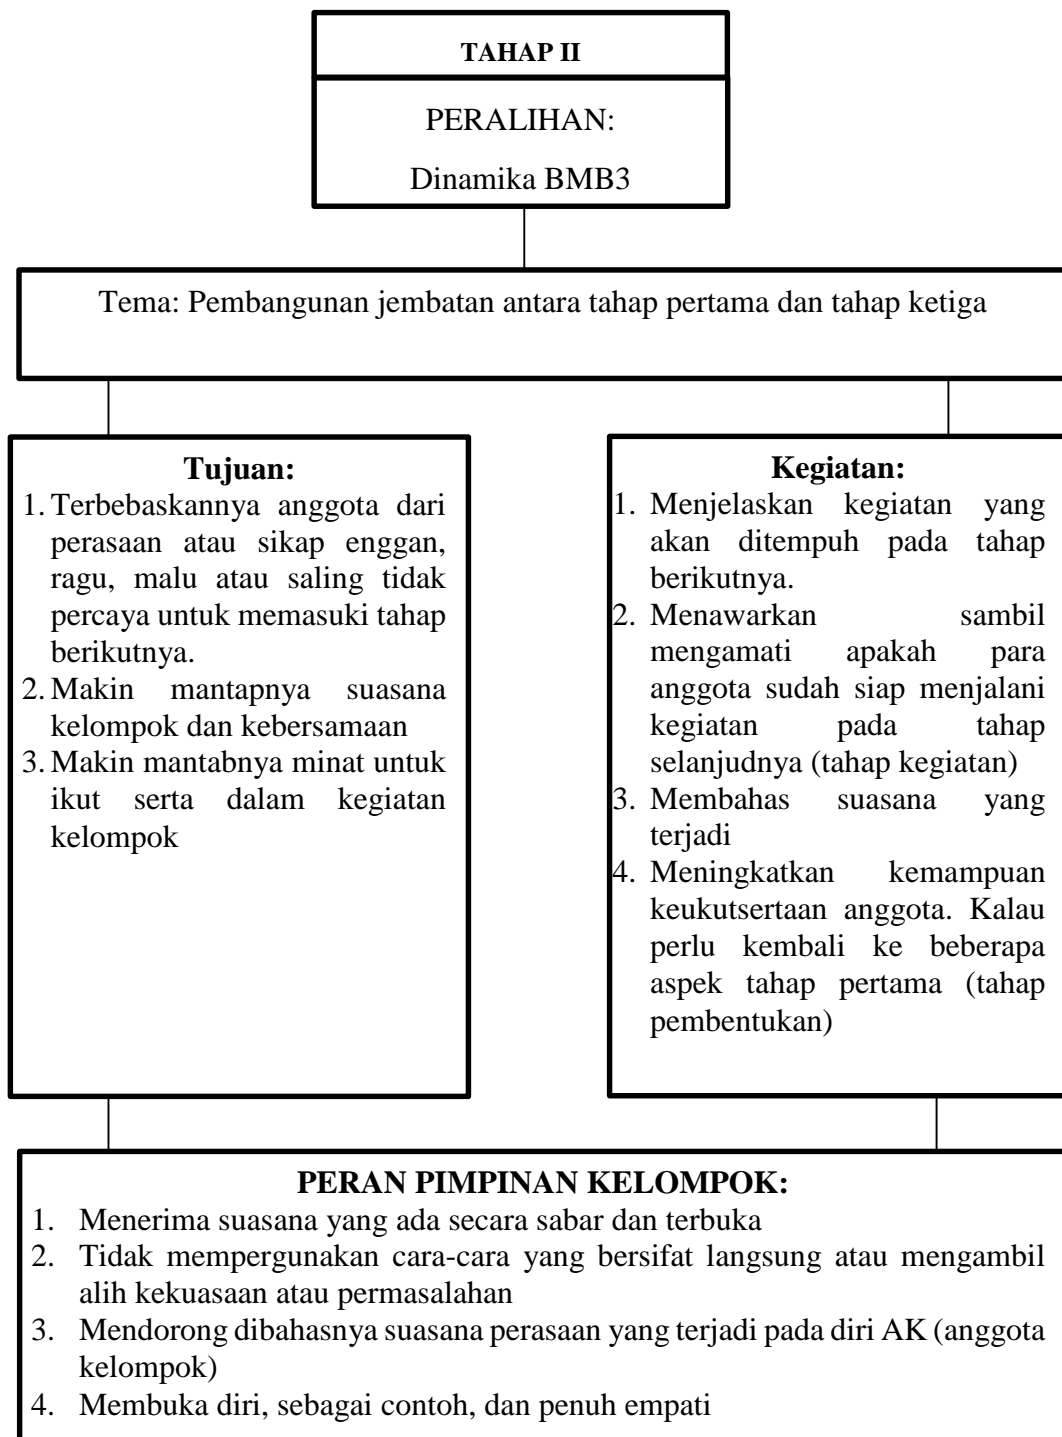 TAHAP II
PERALIHAN:
Dinamika BMB3
Tema: Pembangunan jembatan antara tahap pertama dan tahap ketiga
Tujuan:
1. Terbebaskannya anggota dari
perasaan atau sikap enggan,
ragu, malu atau saling tidak
percaya untuk memasuki tahap
berikutnya.
2. Makin mantapnya suasana
kelompok dan kebersamaan
3. Makin mantabnya minat untuk
ikut serta dalam kegiatan
kelompok
Kegiatan:
1. Menjelaskan kegiatan yang
akan ditempuh pada tahap
berikutnya.
2. Menawarkan sambil
mengamati apakah para
anggota sudah siap menjalani
kegiatan pada tahap
selanjudnya (tahap kegiatan)
3. Membahas suasana yang
terjadi
4. Meningkatkan kemampuan
keukutsertaan anggota. Kalau
perlu kembali ke beberapa
aspek tahap pertama (tahap
pembentukan)
PERAN PIMPINAN KELOMPOK:
1. Menerima suasana yang ada secara sabar dan terbuka
2. Tidak mempergunakan cara-cara yang bersifat langsung atau mengambil
alih kekuasaan atau permasalahan
3. Mendorong dibahasnya suasana perasaan yang terjadi pada diri AK (anggota
kelompok)
4. Membuka diri, sebagai contoh, dan penuh empati